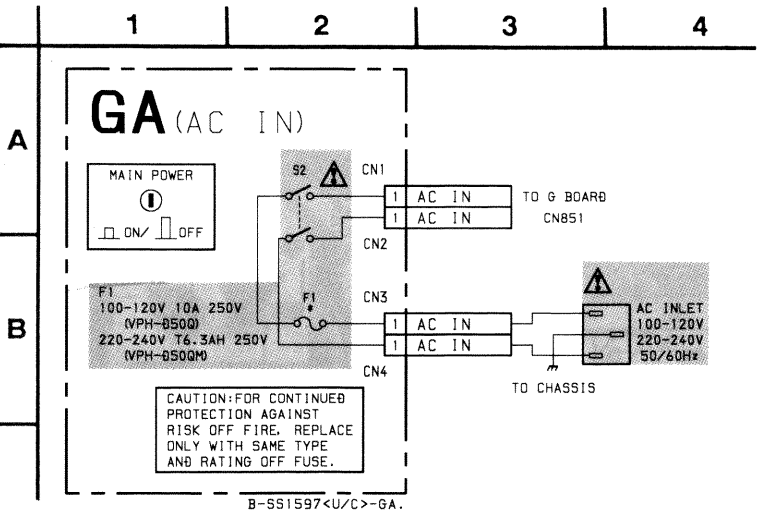 1 2 3 4
A
B
GA (AC IN)
MAIN POWER
ON/ OFF
S2
CN1
1 AC IN
TO G BOARD
1 AC IN
CN851
CN2
F1
100-120V 10A 250V
(VPH-D50Q)
220-240V T6.3AH 250V
(VPH-D50QM)
F1
*
CN3
1 AC IN
1 AC IN
CN4
TO CHASSIS
AC INLET
100-120V
220-240V
50/60Hz
CAUTION:FOR CONTINUED
PROTECTION AGAINST
RISK OFF FIRE, REPLACE
ONLY WITH SAME TYPE
AND RATING OFF FUSE.
B-SS1597<U/C>-GA.